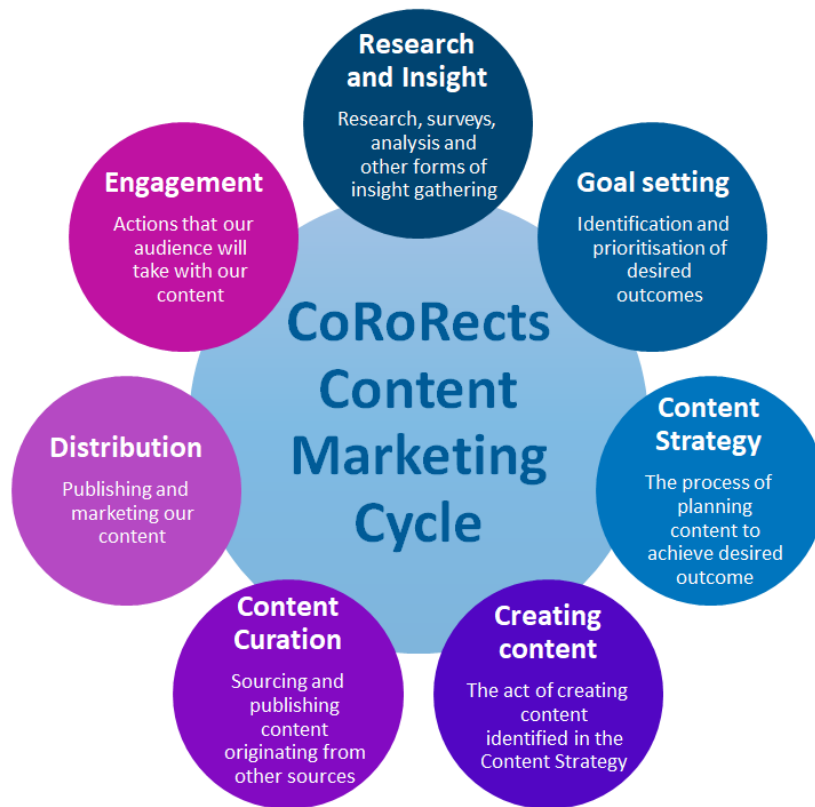 Research
and Insight
Research, surveys,
analysis and
other forms of
insight gathering
Goal setting
Identification and
prioritisation of
desired
outcomes
Content
Strategy
The process of
planning
content to
achieve desired
outcome
Creating
content
The act of creating
content
identified in the
Content Strategy
Content
Curation
Sourcing and
publishing
content
originating from
other sources
Distribution
Publishing and
marketing our
content
Engagement
Actions that our
audience will
take with our
content
CoRoRects
Content
Marketing
Cycle